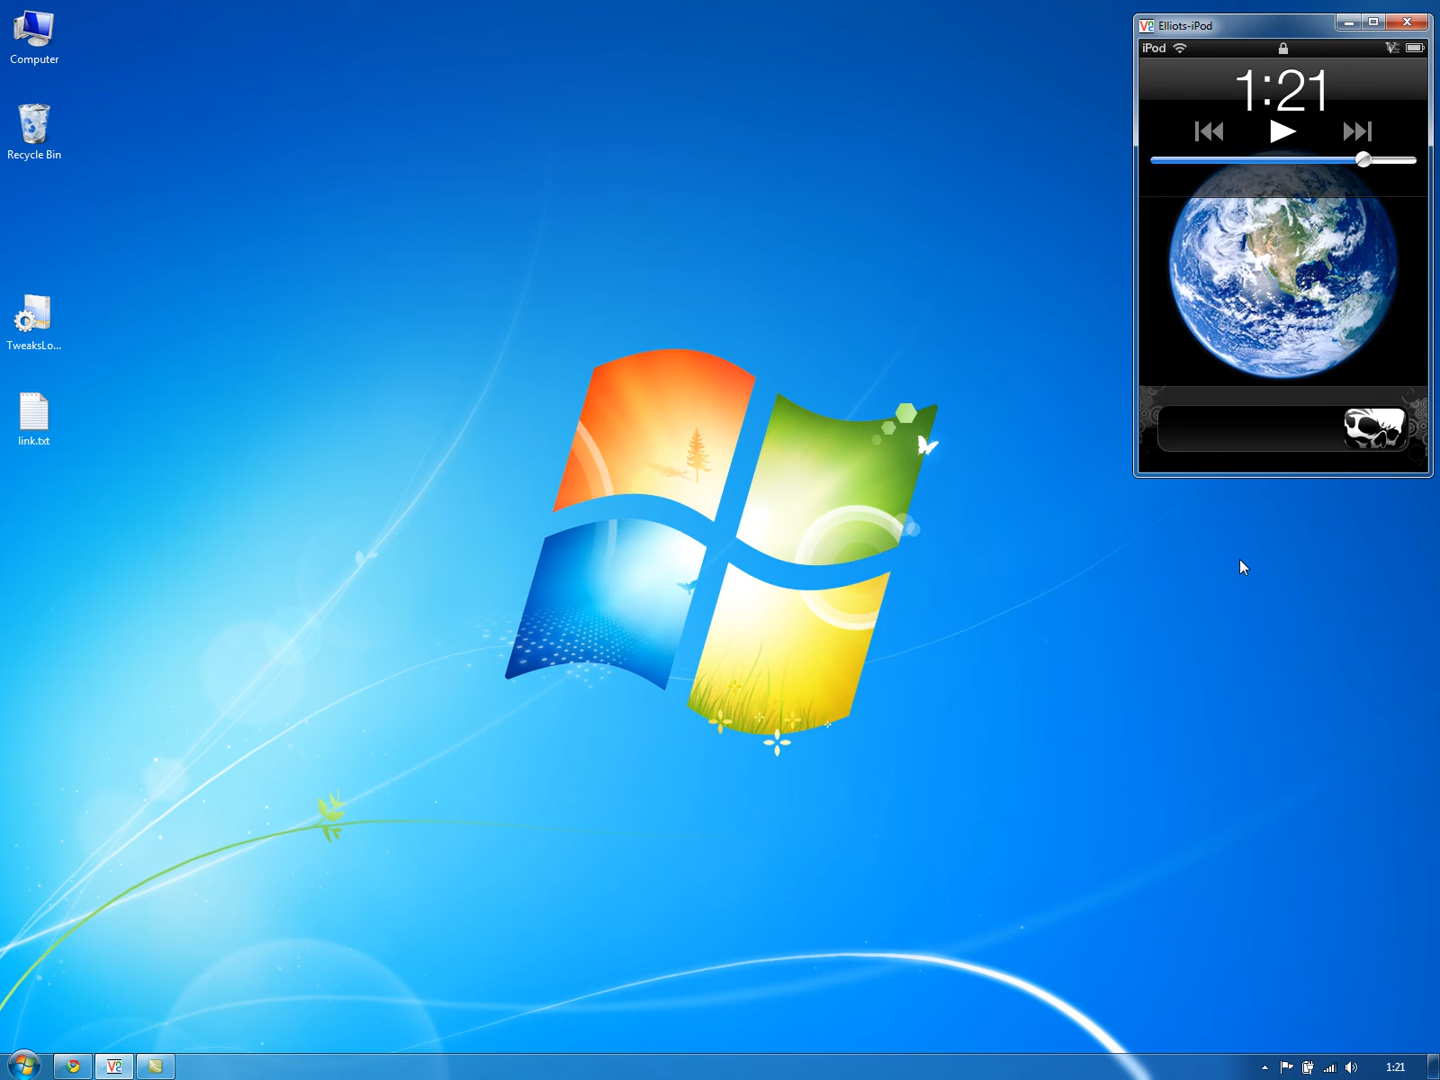 Computer
Recycle Bin
TweaksLo...
link.txt
Elliots-iPod
iPod
1:21
1:21